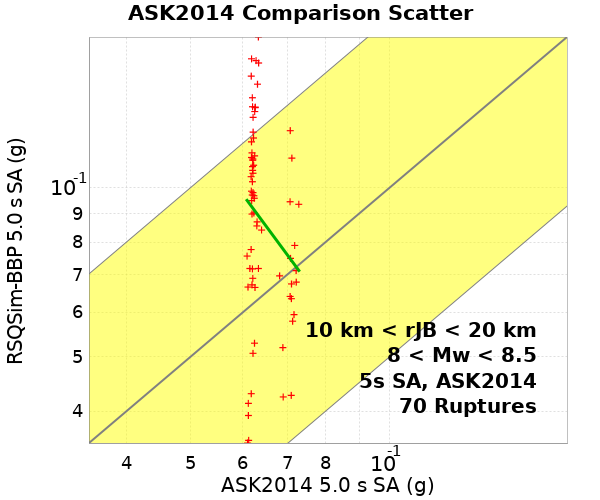 ASK2014 Comparison Scatter
RSQSim-BBP 5.0 s SA (g)
10-1
9
8
7
6
5
4
10 km < rJB < 20 km
8 < Mw < 8.5
5s SA, ASK2014
70 Ruptures
4 5 6 7 8 10-1
ASK2014 5.0 s SA (g)